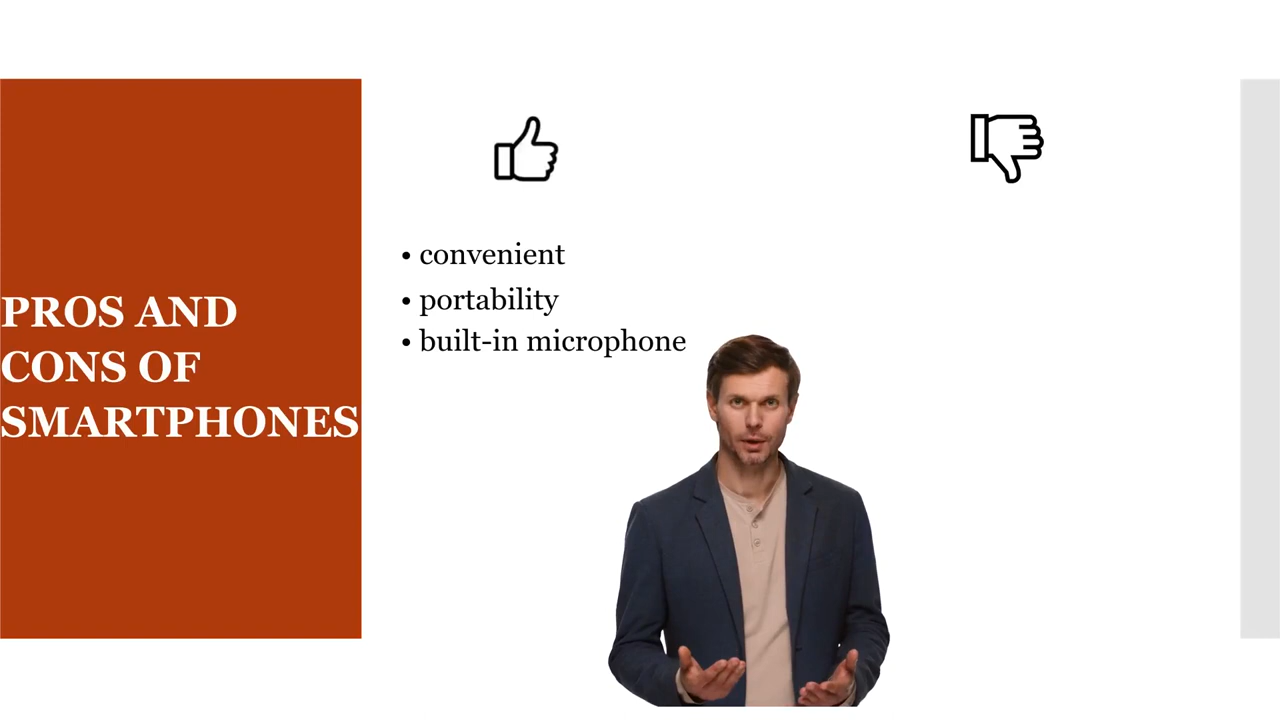 PROS AND
CONS OF
SMARTPHONES
• convenient
• portability
• built-in microphone